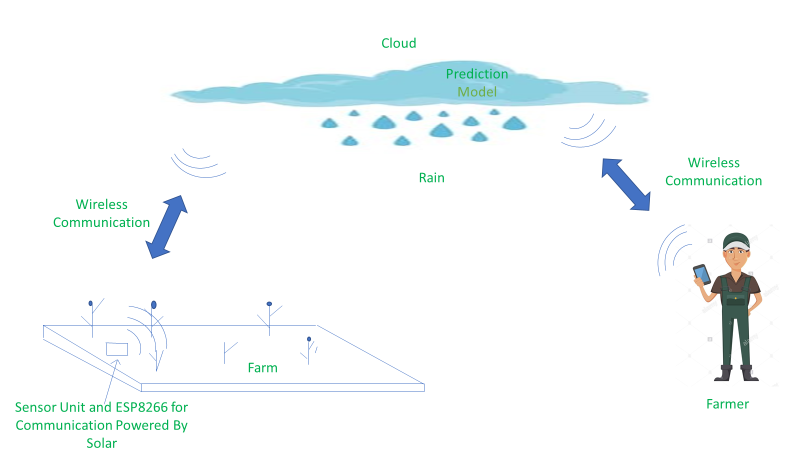 Cloud
Prediction
Model
Rain
Wireless
Communication
Wireless
Communication
Farm
Sensor Unit and ESP8266 for
Communication Powered By
Solar
Farmer